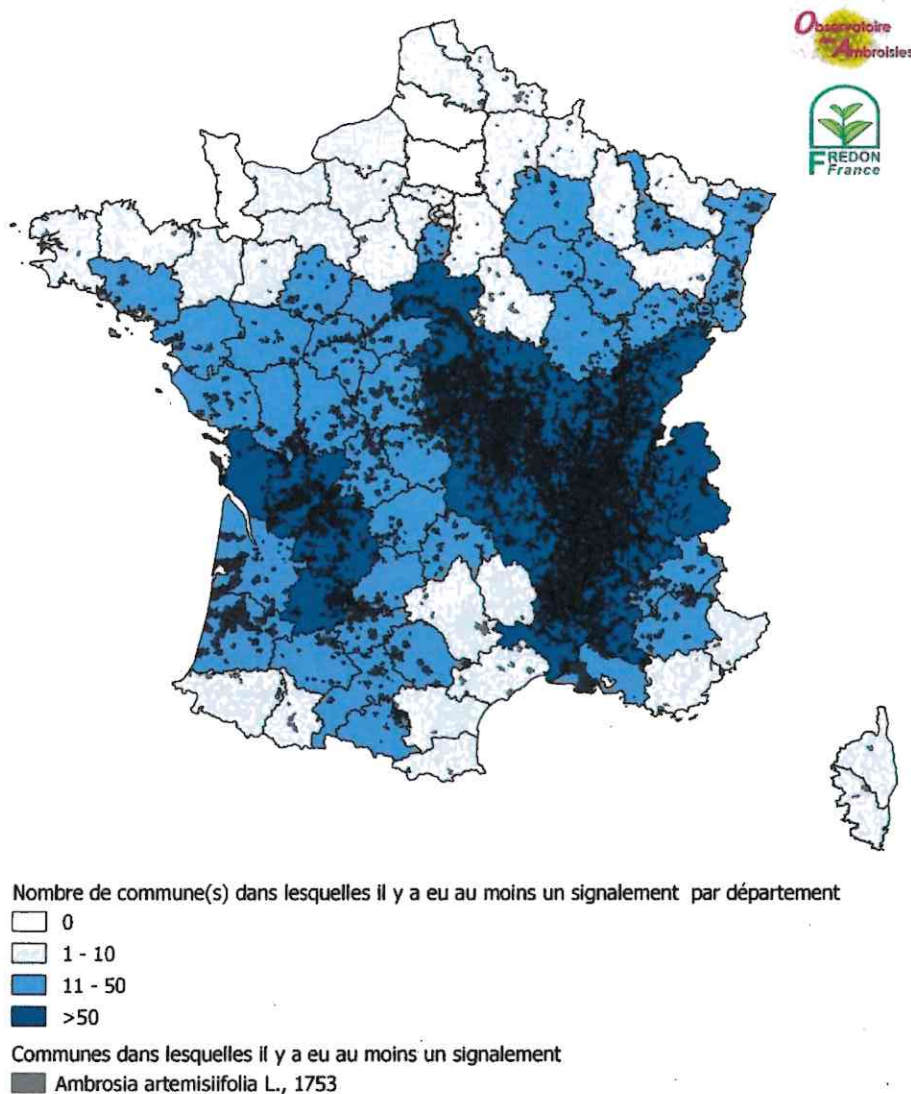 Observatoire
des
Ambroisies
FREDON
France
Nombre de commune(s) dans lesquelles il y a eu au moins un signalement par département
0
1 - 10
11 - 50
>50
Communes dans lesquelles il y a eu au moins un signalement
Ambrosia artemisiifolia L., 1753